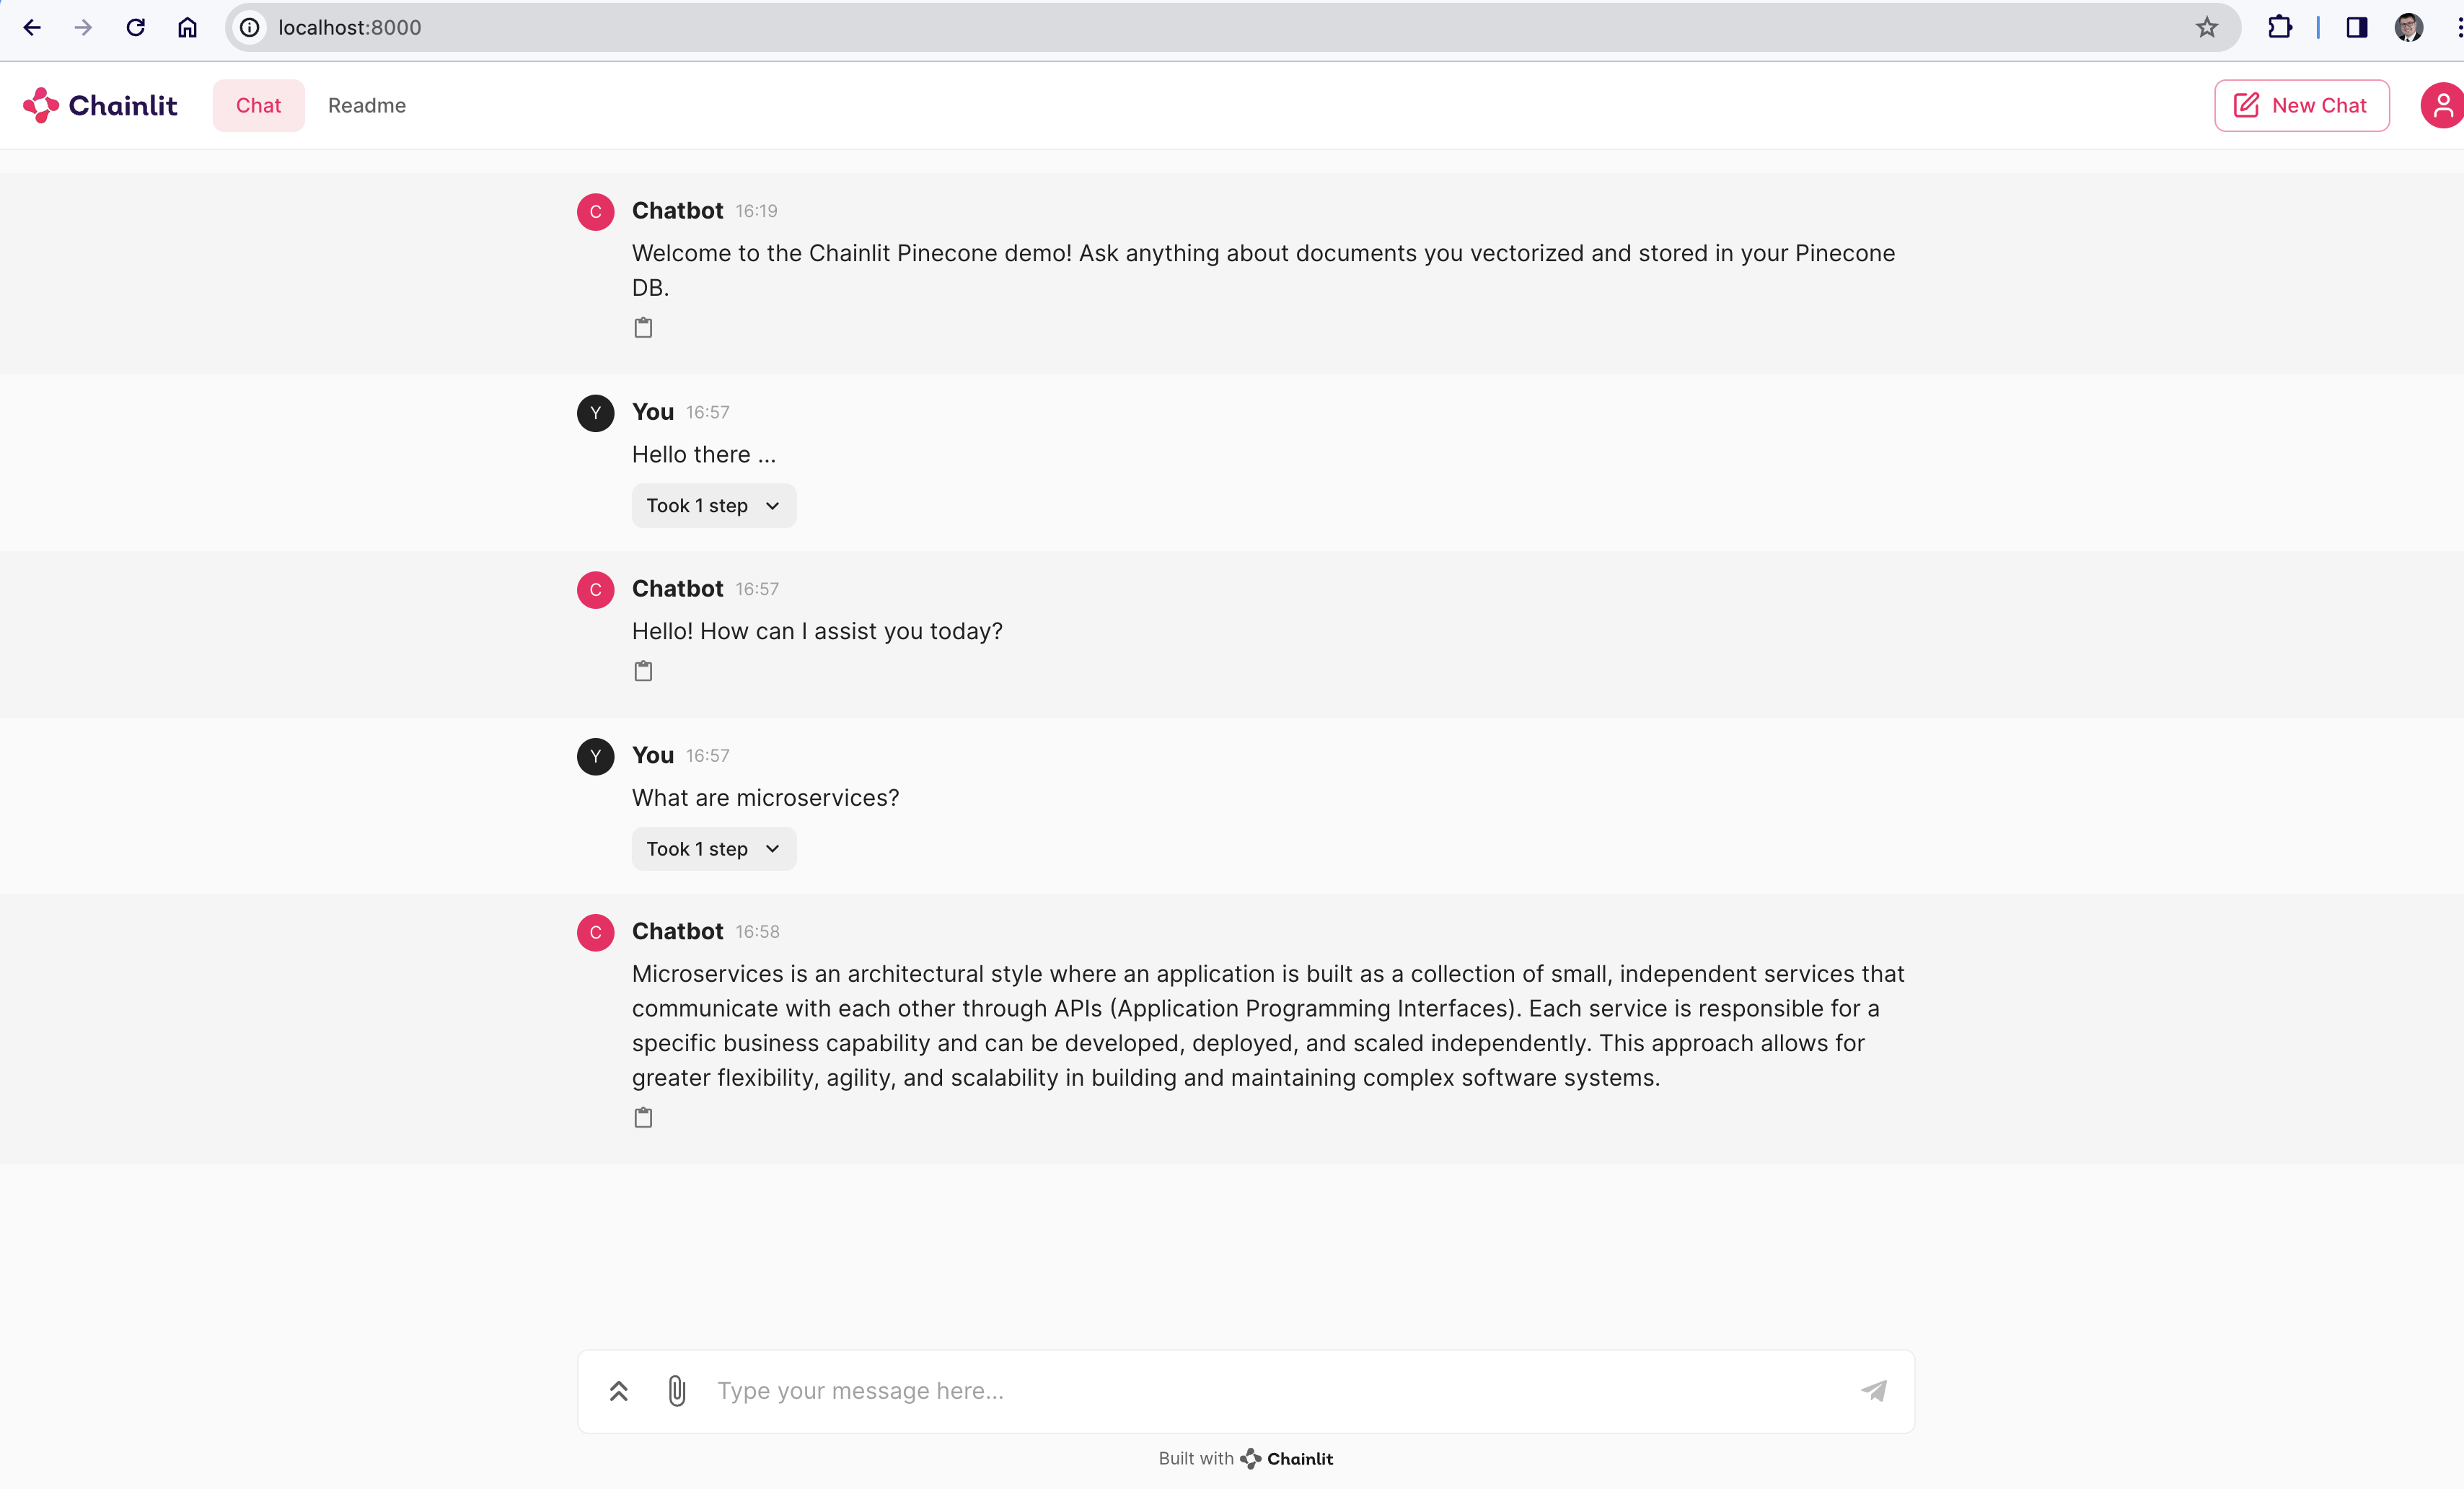 localhost:8000
Chainlit
Chat
Readme
New Chat
C
Chatbot 16:19
Welcome to the Chainlit Pinecone demo! Ask anything about documents you vectorized and stored in your Pinecone
DB.
Y
You 16:57
Hello there ...
Took 1 step
C
Chatbot 16:57
Hello! How can I assist you today?
Y
You 16:57
What are microservices?
Took 1 step
C
Chatbot 16:58
Microservices is an architectural style where an application is built as a collection of small, independent services that
communicate with each other through APIs (Application Programming Interfaces). Each service is responsible for a
specific business capability and can be developed, deployed, and scaled independently. This approach allows for
greater flexibility, agility, and scalability in building and maintaining complex software systems.
Type your message here...
Built with Chainlit